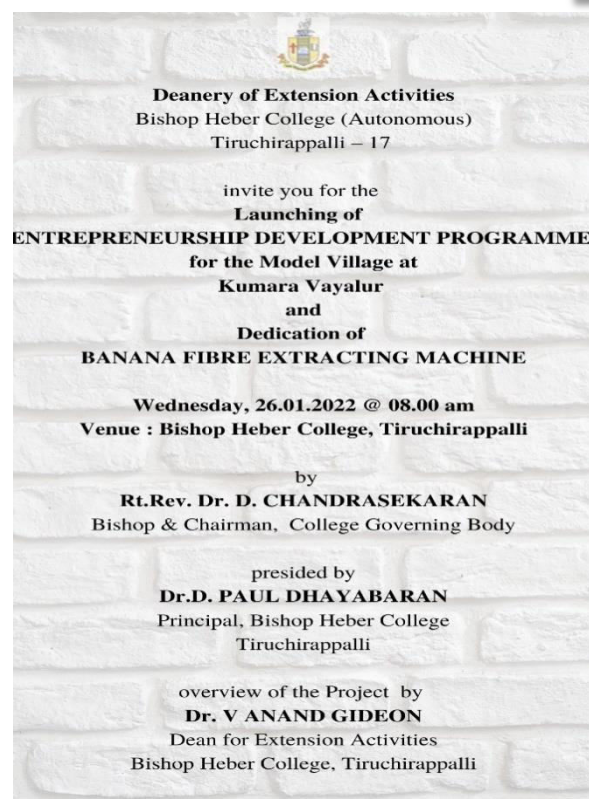 Deanery of Extension Activities
Bishop Heber College (Autonomous)
Tiruchirappalli – 17
invite you for the
Launching of
ENTREPRENEURSHIP DEVELOPMENT PROGRAMME
for the Model Village at
Kumara Vayalur
and
Dedication of
BANANA FIBRE EXTRACTING MACHINE
Wednesday, 26.01.2022 @ 08.00 am
Venue : Bishop Heber College, Tiruchirappalli
by
Rt.Rev. Dr. D. CHANDRASEKARAN
Bishop & Chairman, College Governing Body
presided by
Dr.D. PAUL DHAYABARAN
Principal, Bishop Heber College
Tiruchirappalli
overview of the Project by
Dr. V ANAND GIDEON
Dean for Extension Activities
Bishop Heber College, Tiruchirappalli